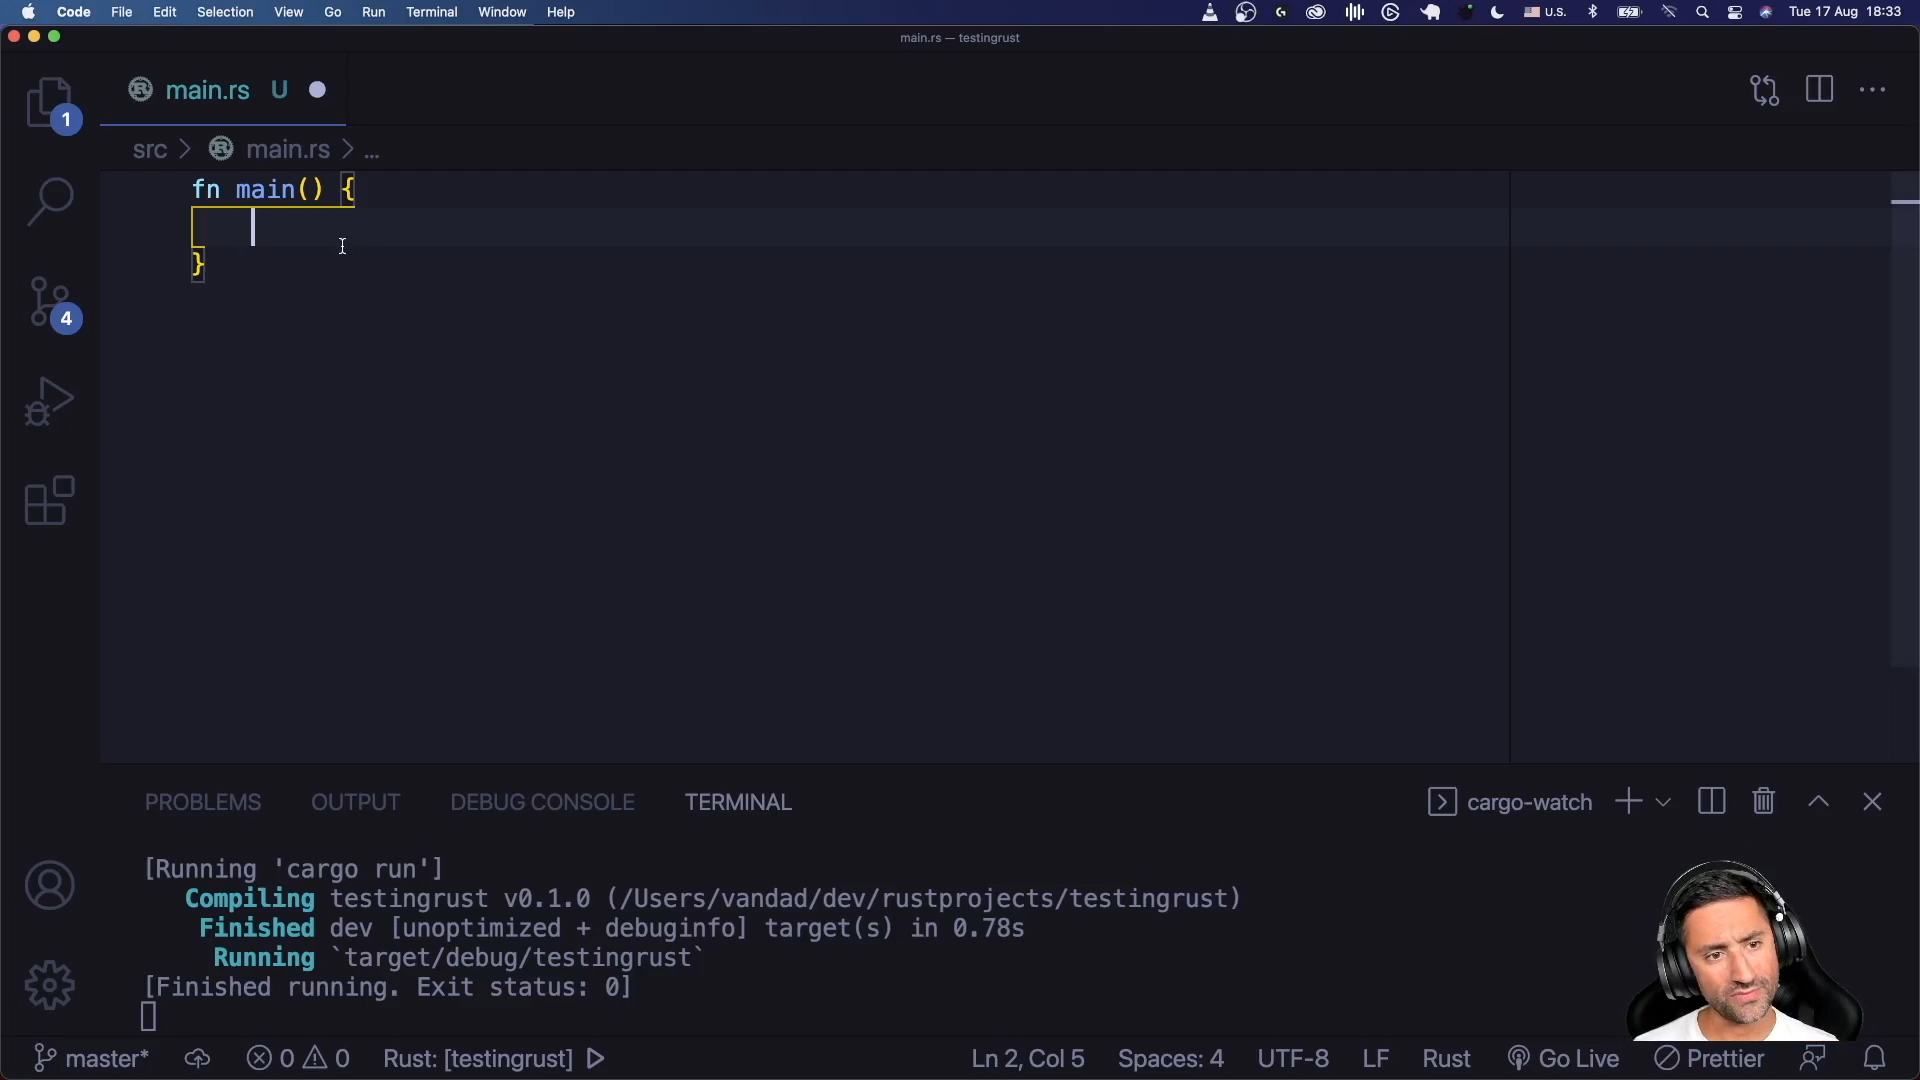 Code File Edit Selection View Go Run Terminal Window Help U.S. Tue 17 Aug 18:33
main.rs — testingrust
main.rs U
1
src > main.rs > ...
fn main() {
}
4
PROBLEMS OUTPUT DEBUG CONSOLE TERMINAL cargo-watch
[Running 'cargo run']
Compiling testingrust v0.1.0 (/Users/vandad/dev/rustprojects/testingrust)
Finished dev [unoptimized + debuginfo] target(s) in 0.78s
Running `target/debug/testingrust`
[Finished running. Exit status: 0]
master* 0 0 Rust: [testingrust] Ln 2, Col 5 Spaces: 4 UTF-8 LF Rust Go Live Prettier